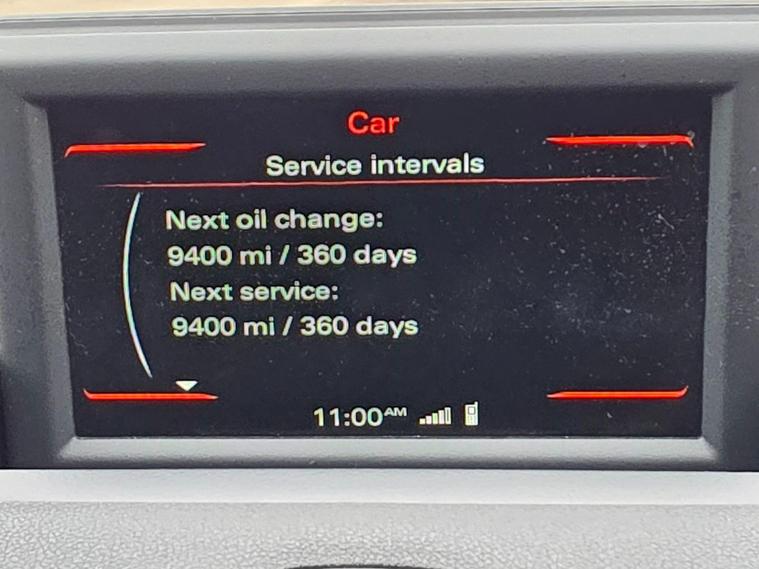 Car
Service intervals
Next oil change:
9400 mi / 360 days
Next service:
9400 mi / 360 days
11:00AM